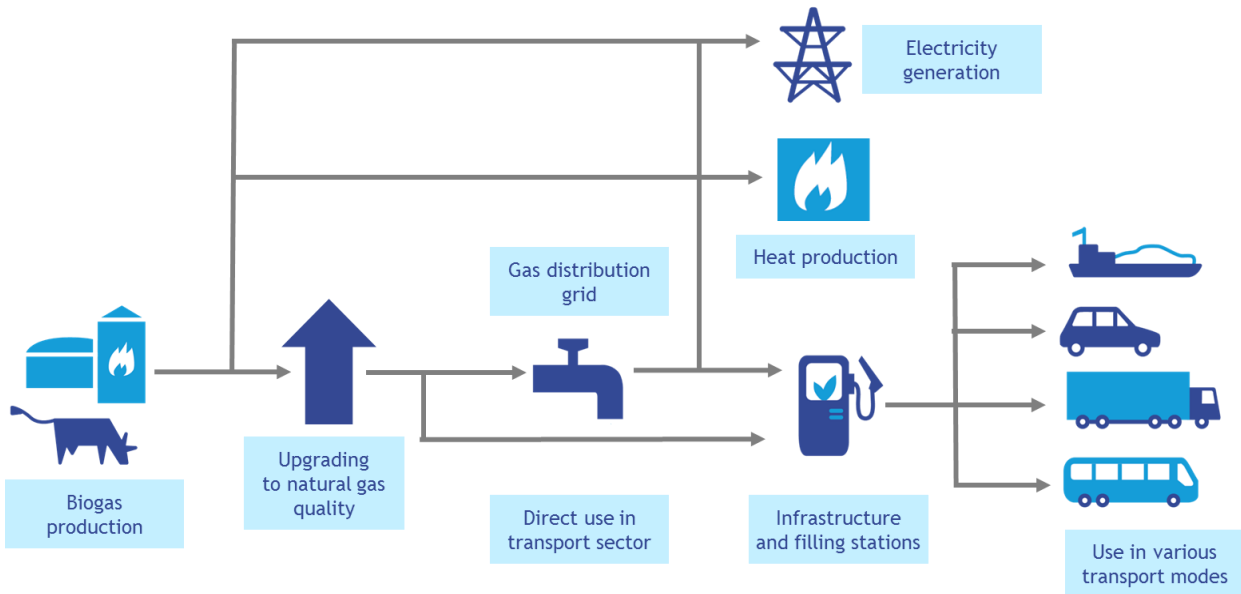 Electricity
generation
Heat production
Gas distribution
grid
Biogas
production
Upgrading
to natural gas
quality
Direct use in
transport sector
Infrastructure
and filling stations
Use in various
transport modes